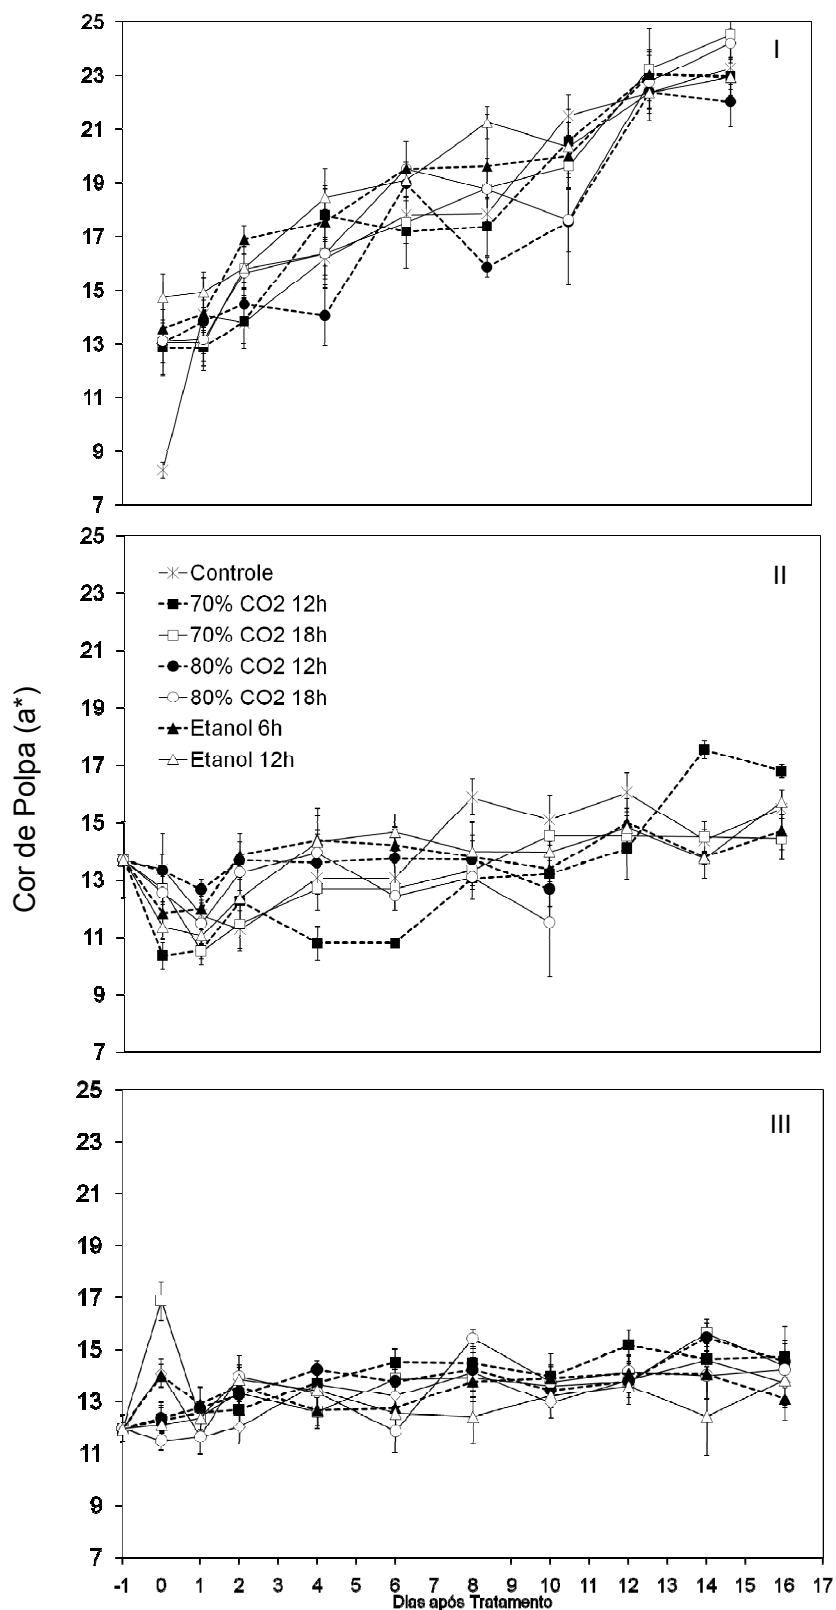 25
I
23
21
19
17
15
13
11
9
7
25
II
23
21
19
17
15
13
11
9
7
Controle
70% CO2 12h
70% CO2 18h
80% CO2 12h
80% CO2 18h
Etanol 6h
Etanol 12h
Cor de Polpa (a*)
25
III
23
21
19
17
15
13
11
9
7
-1 0 1 2 3 4 5 6 7 8 9 10 11 12 13 14 15 16 17
Dias após Tratamento